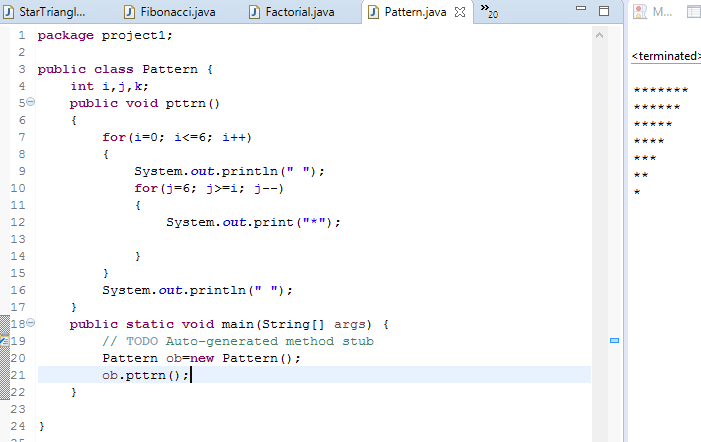 StarTriangl... Fibonacci.java Factorial.java Pattern.java »20
1 package project1;
2
3 public class Pattern {
4     int i,j,k;
5     public void pttrn()
6     {
7         for(i=0; i<=6; i++)
8         {
9             System.out.println(" ");
10             for(j=6; j>=i; j--)
11             {
12                 System.out.print("*");
13
14             }
15         }
16         System.out.println(" ");
17     }
18     public static void main(String[] args) {
19         // TODO Auto-generated method stub
20         Pattern ob=new Pattern();
21         ob.pttrn();
22     }
23
24 }
M...
<terminated>
*******
******
*****
****
***
**
*